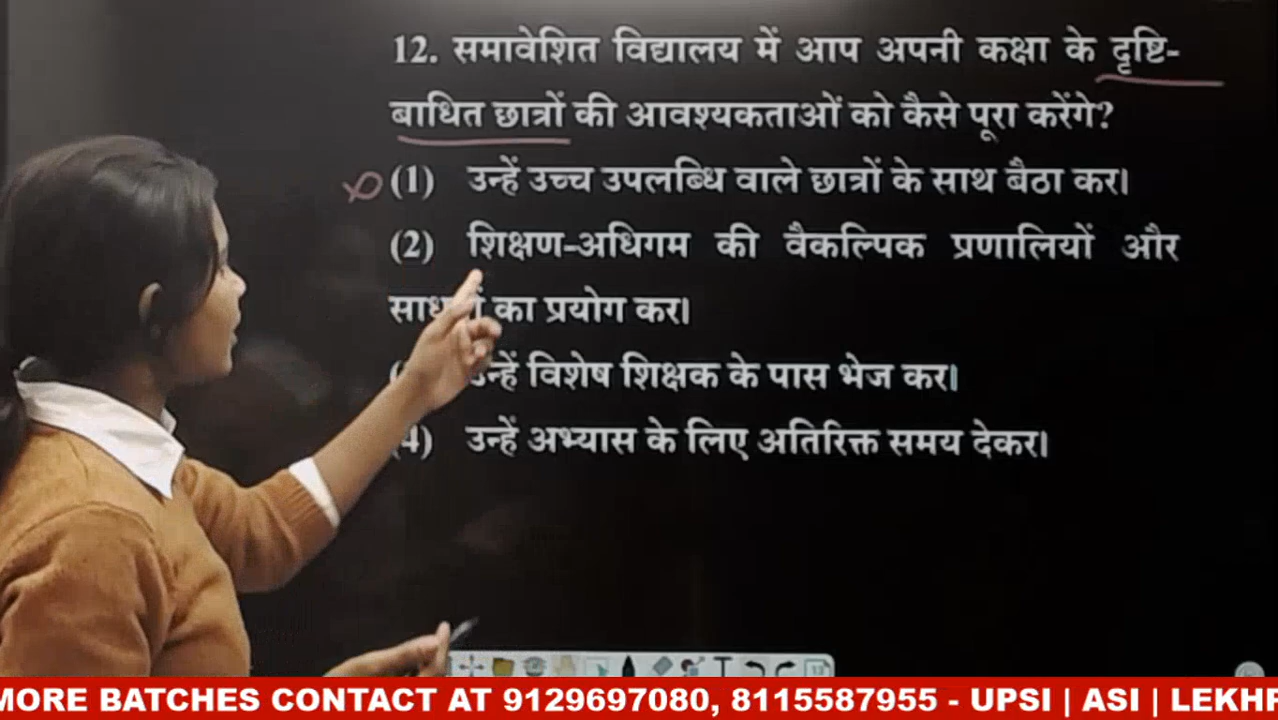 12. समावेशित विद्यालय में आप अपनी कक्षा के दृष्टि-
बाधित छात्रों की आवश्यकताओं को कैसे पूरा करेंगे?
(1) उन्हें उच्च उपलब्धि वाले छात्रों के साथ बैठा कर।
(2) शिक्षण-अधिगम की वैकल्पिक प्रणालियों और
का प्रयोग कर।
उन्हें विशेष शिक्षक के पास भेज कर।
4) उन्हें अभ्यास के लिए अतिरिक्त समय देकर।
MORE BATCHES CONTACT AT 9129697080, 8115587955 - UPSI | ASI |